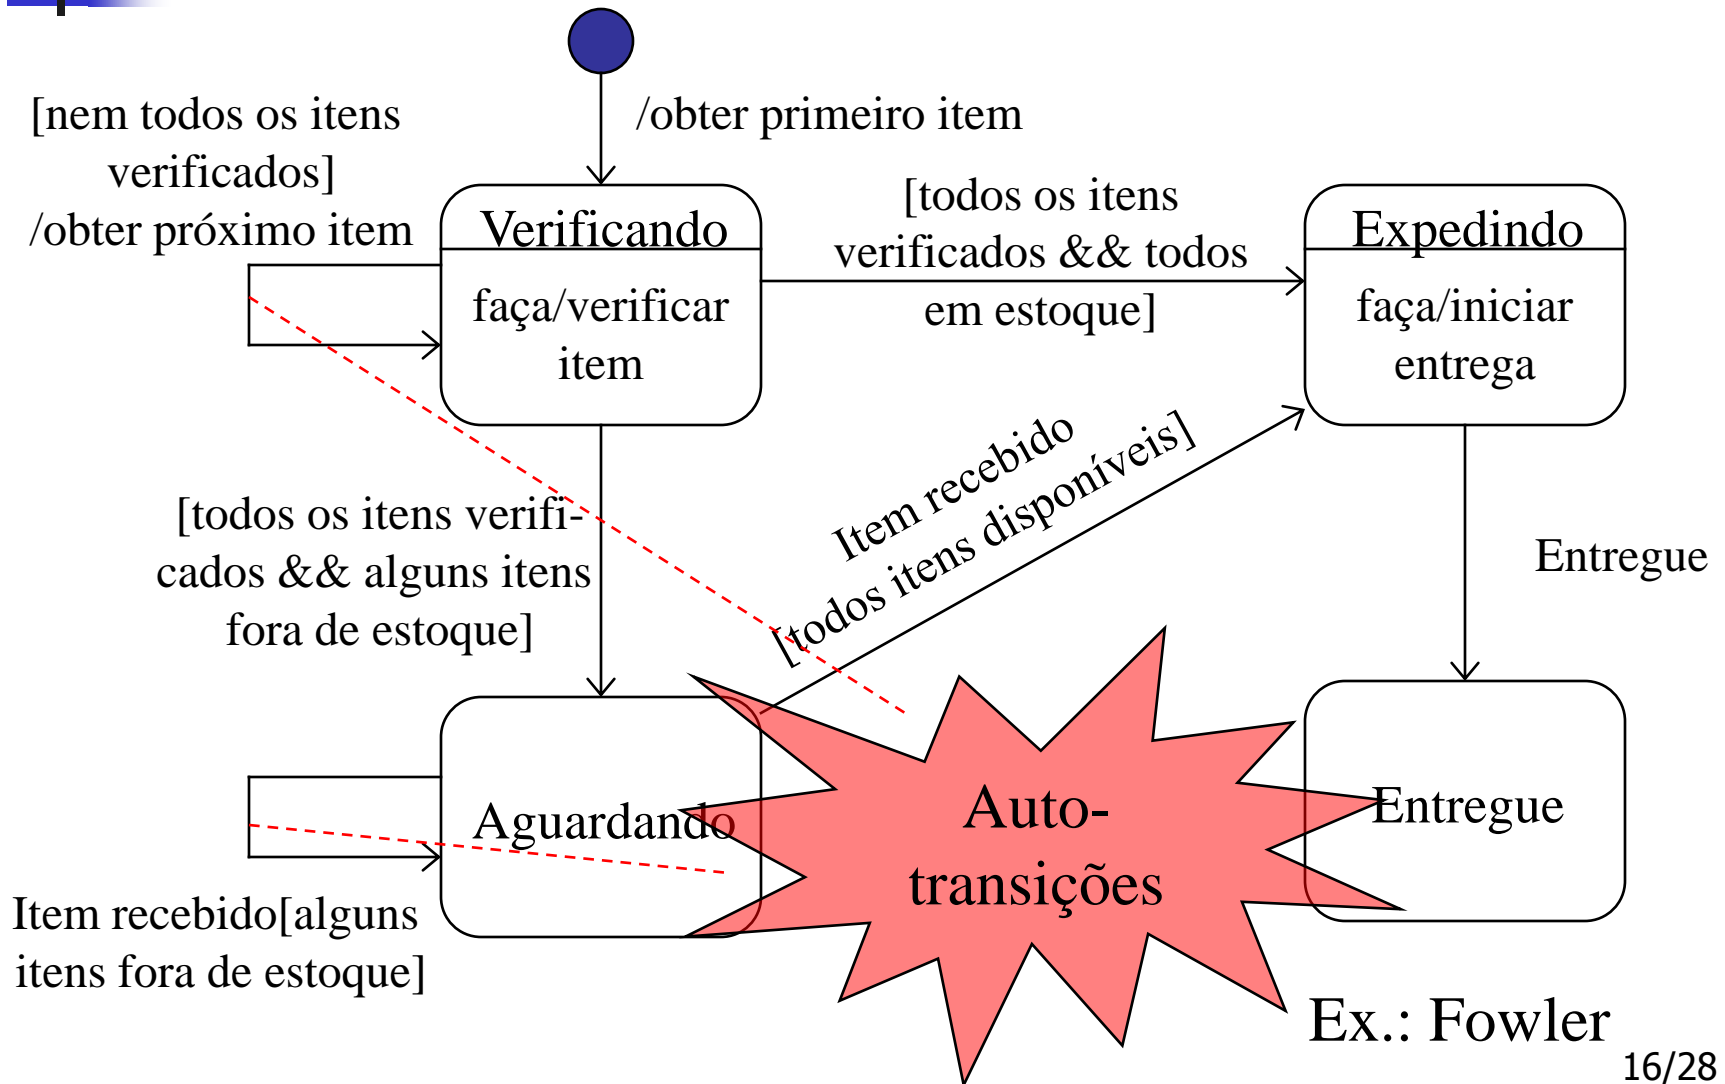 /obter primeiro item
[nem todos os itens
verificados]
/obter próximo item
Verificando
faça/verificar
item
[todos os itens
verificados && todos
em estoque]
Expedindo
faça/iniciar
entrega
[todos os itens verifi-
cados && alguns itens
fora de estoque]
Item recebido
[todos itens disponíveis]
Entregue
Aguardando
Auto-
transições
Entregue
Item recebido[alguns
itens fora de estoque]
Ex.: Fowler
16/28